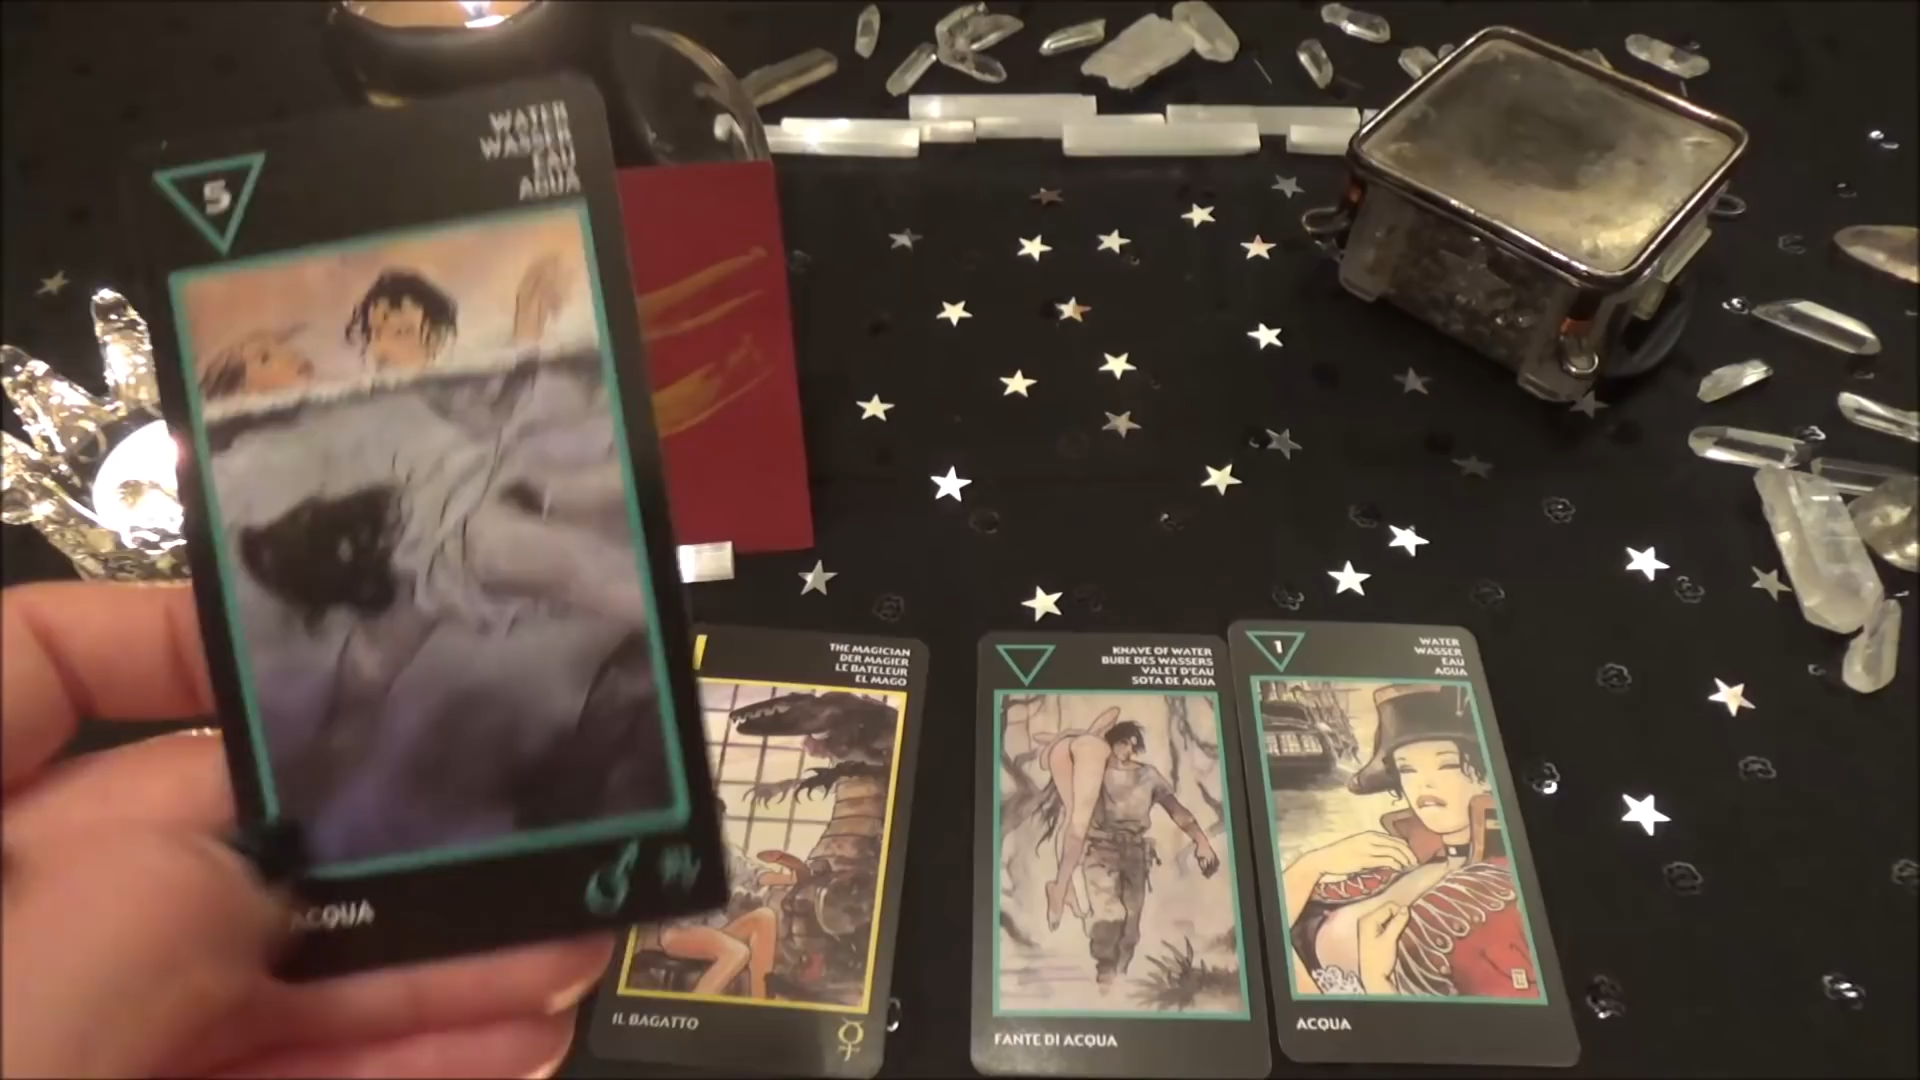 5
WATER
WASSER
EAU
AGUA
ACQUA
THE MAGICIAN
DER MAGIER
LE BATELEUR
EL MAGO
IL BAGATTO
KNAVE OF WATER
BUBE DES WASSERS
VALET D'EAU
SOTA DE AGUA
FANTE DI ACQUA
1
WATER
WASSER
EAU
AGUA
ACQUA